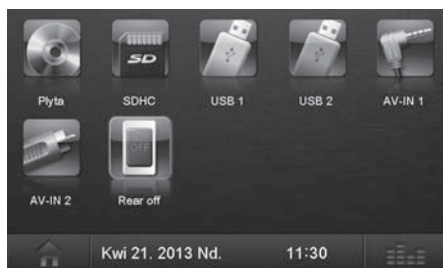 SD
Płyta SDHC USB 1 USB 2 AV-IN 1
OFF
AV-IN 2 Rear off
Kwi 21. 2013 Nd. 11:30